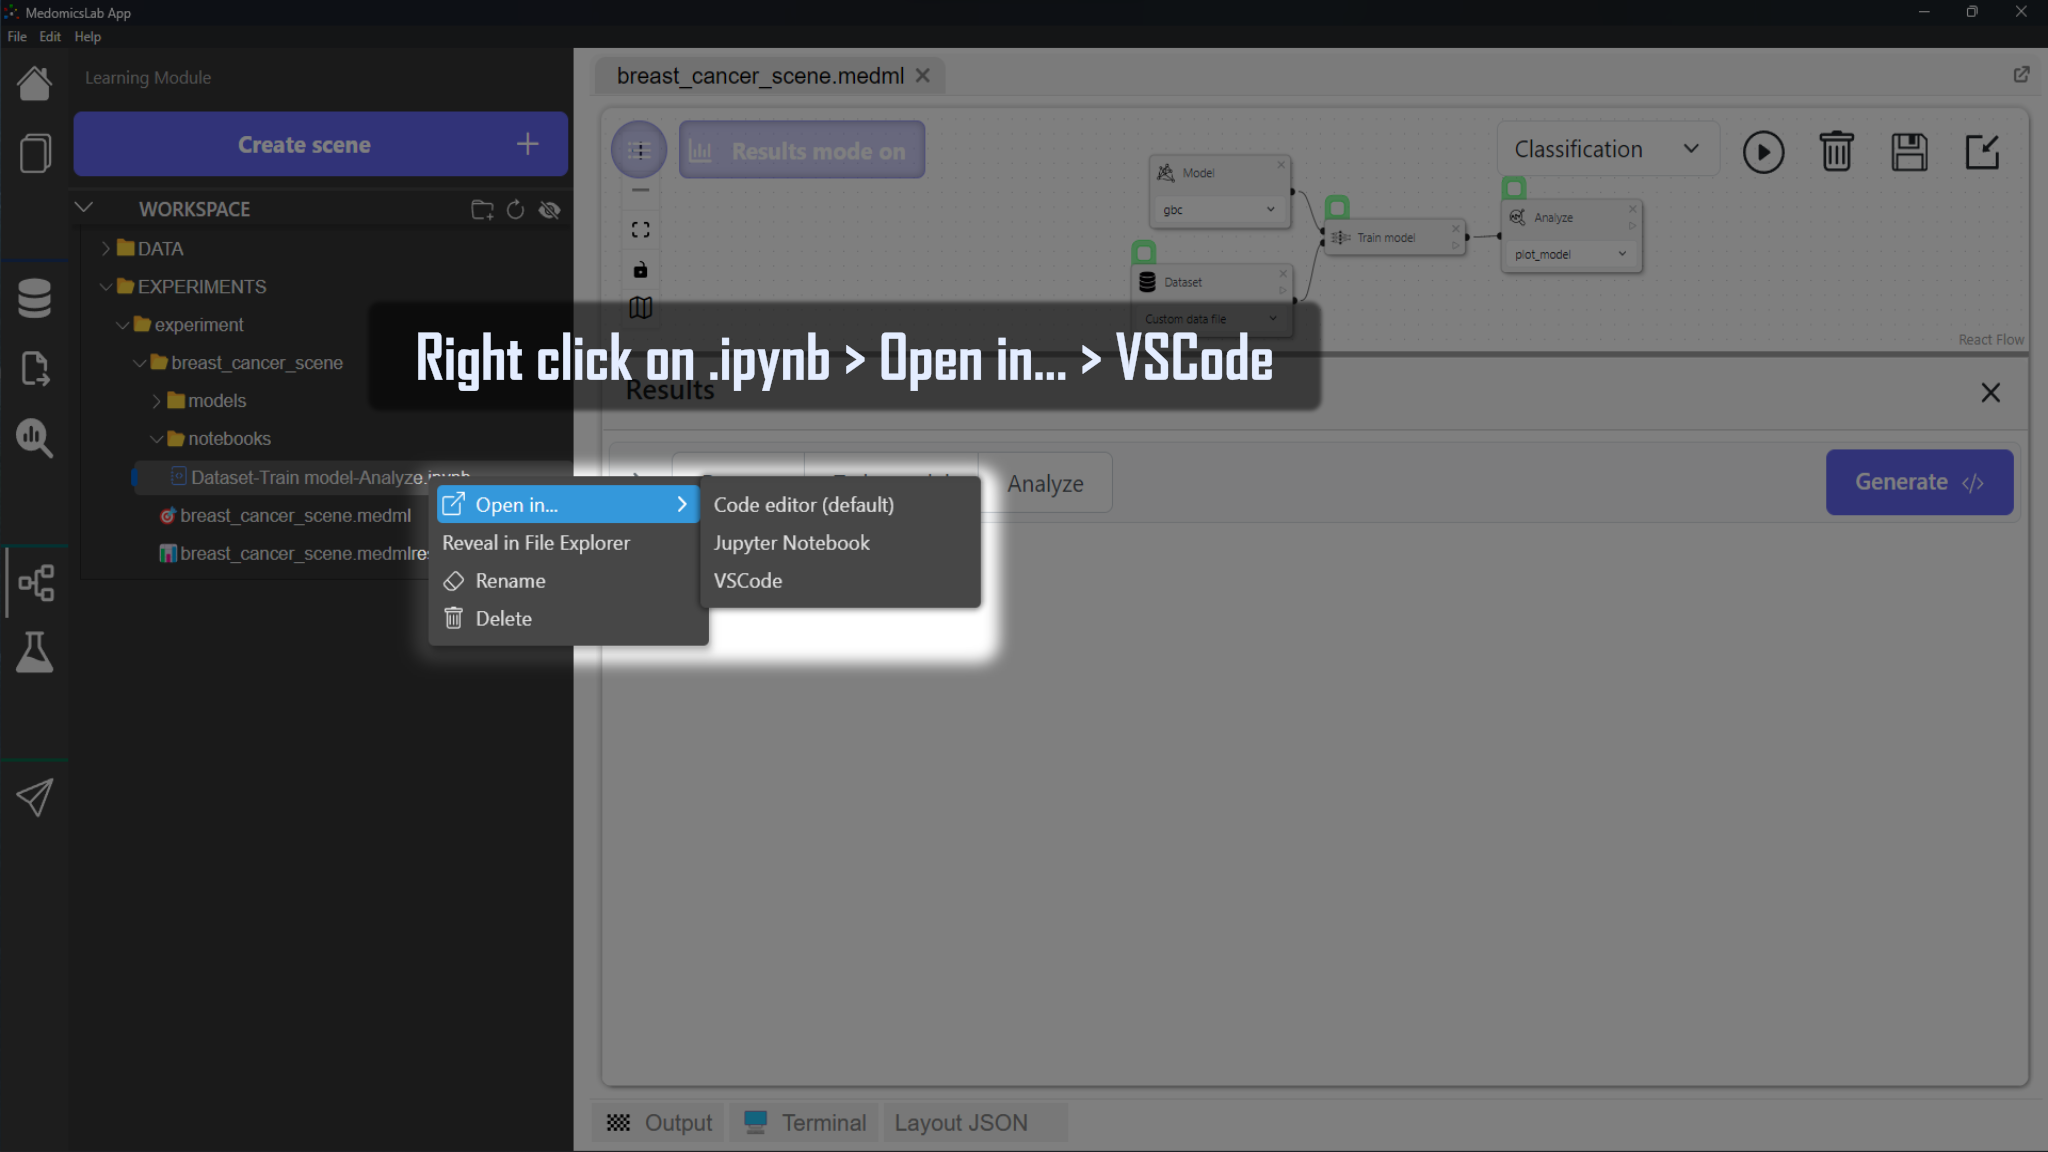 MedomicsLab App
File Edit Help
Learning Module
Create scene
WORKSPACE
DATA
EXPERIMENTS
experiment
breast_cancer_scene
models
notebooks
Dataset-Train model-Analyze.ipynb
breast_cancer_scene.medml
breast_cancer_scene.medmlres
Open in...
Reveal in File Explorer
Rename
Delete
Code editor (default)
Jupyter Notebook
VSCode
breast_cancer_scene.medml
Results mode on
Classification
Model
gbc
Train model
Analyze
plot_model
Dataset
Custom data file
React Flow
Right click on .ipynb > Open in... > VSCode
Results
Analyze
Generate </>
Output
Terminal
Layout JSON